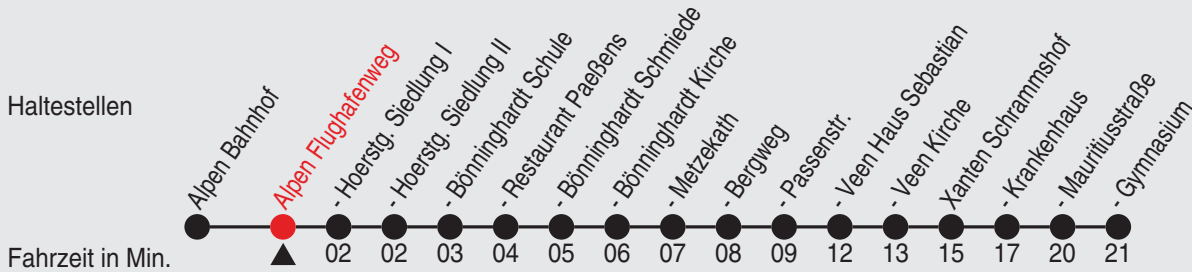 Haltestellen
Alpen Bahnhof
Alpen Flughafenweg
- Hoerstg. Siedlung I
- Hoerstg. Siedlung II
- Bönninghardt Schule
- Restaurant Paeßens
- Bönninghardt Schmiede
- Bönninghardt Kirche
- Metzekath
- Bergweg
- Passenstr.
- Veen Haus Sebastian
- Veen Kirche
Xanten Schrammshof
- Krankenhaus
- Mauritiusstraße
- Gymnasium
Fahrzeit in Min. 02 02 03 04 05 06 07 08 09 12 13 15 17 20 21